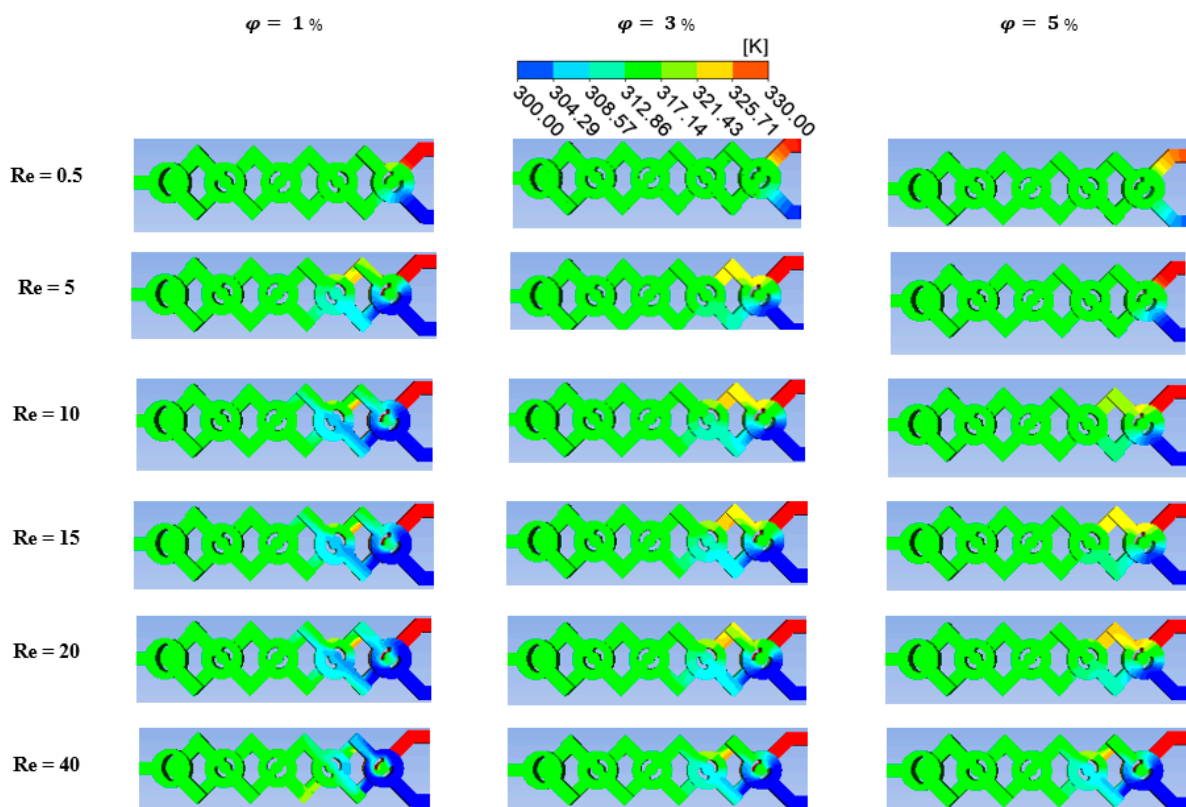 φ = 1 %
φ = 3 %
φ = 5 %
[K]
300.00
304.29
308.57
312.86
317.14
321.43
325.71
330.00
Re = 0.5
Re = 5
Re = 10
Re = 15
Re = 20
Re = 40